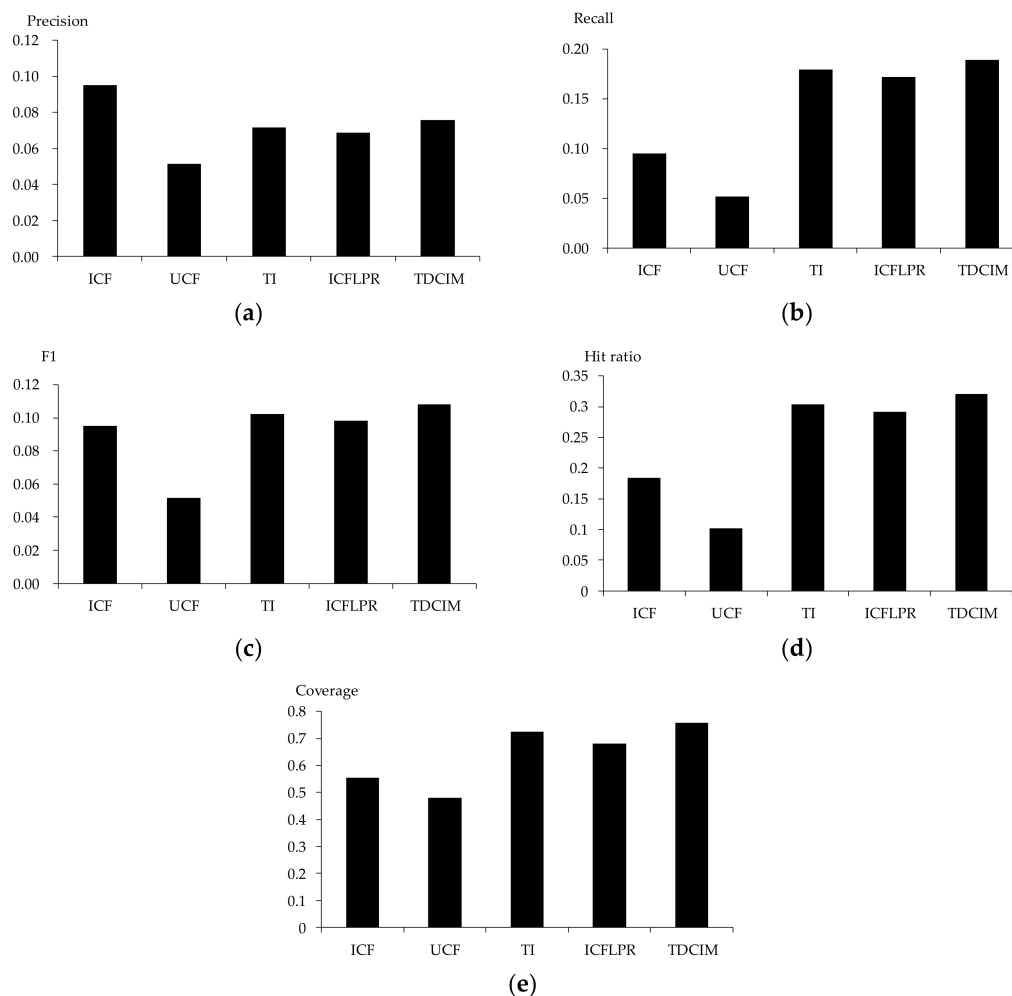 Precision
0.12
0.10
0.08
0.06
0.04
0.02
0.00
ICF UCF TI ICFLPR TDCIM
(a)
Recall
0.20
0.15
0.10
0.05
0.00
ICF UCF TI ICFLPR TDCIM
(b)
F1
0.12
0.10
0.08
0.06
0.04
0.02
0.00
ICF UCF TI ICFLPR TDCIM
(c)
Hit ratio
0.35
0.3
0.25
0.2
0.15
0.1
0.05
0
ICF UCF TI ICFLPR TDCIM
(d)
Coverage
0.8
0.7
0.6
0.5
0.4
0.3
0.2
0.1
0
ICF UCF TI ICFLPR TDCIM
(e)